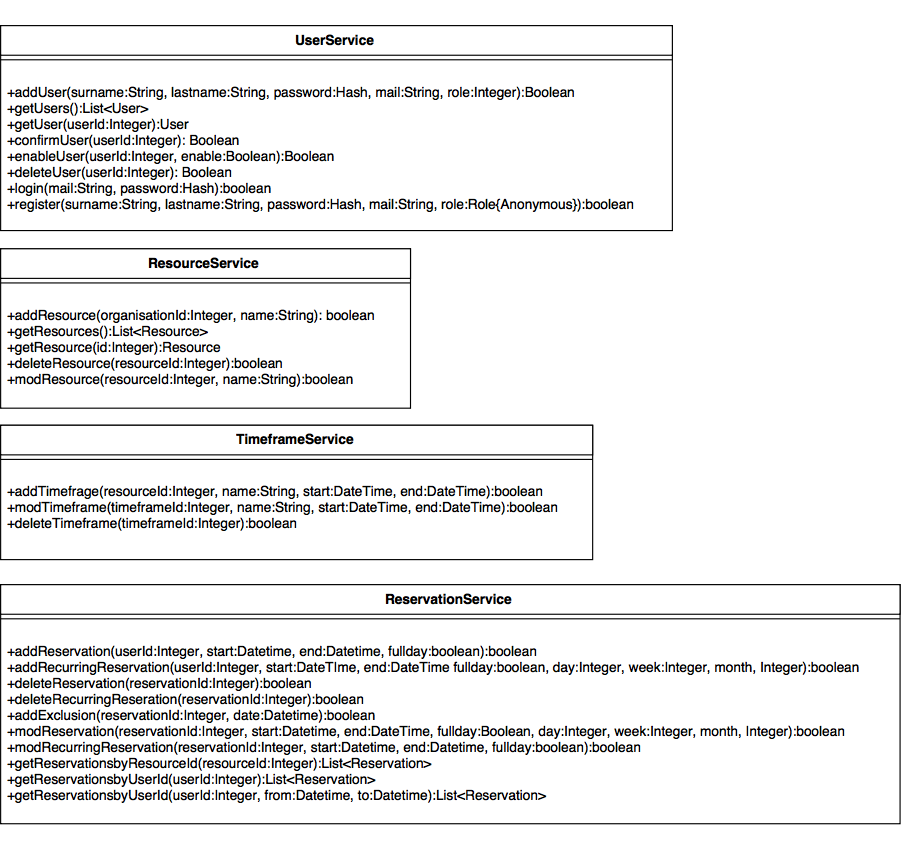 UserService
+addUser(surname:String, lastname:String, password:Hash, mail:String, role:Integer):Boolean
+getUsers():List<User>
+getUser(userId:Integer):User
+confirmUser(userId:Integer): Boolean
+enableUser(userId:Integer, enable:Boolean):Boolean
+deleteUser(userId:Integer): Boolean
+login(mail:String, password:Hash):boolean
+register(surname:String, lastname:String, password:Hash, mail:String, role:Role{Anonymous}):boolean
ResourceService
+addResource(organisationId:Integer, name:String): boolean
+getResources():List<Resource>
+getResource(id:Integer):Resource
+deleteResource(resourceId:Integer):boolean
+modResource(resourceId:Integer, name:String):boolean
TimeframeService
+addTimefrage(resourceId:Integer, name:String, start:DateTime, end:DateTime):boolean
+modTimeframe(timeframeId:Integer, name:String, start:DateTime, end:DateTime):boolean
+deleteTimeframe(timeframeId:Integer):boolean
ReservationService
+addReservation(userId:Integer, start:Datetime, end:Datetime, fullday:boolean):boolean
+addRecurringReservation(userId:Integer, start:DateTIme, end:DateTime fullday:boolean, day:Integer, week:Integer, month, Integer):boolean
+deleteReservation(reservationId:Integer):boolean
+deleteRecurringReseration(reservationId:Integer):boolean
+addExclusion(reservationId:Integer, date:Datetime):boolean
+modReservation(reservationId:Integer, start:Datetime, end:DateTime, fullday:Boolean, day:Integer, week:Integer, month, Integer):boolean
+modRecurringReservation(reservationId:Integer, start:Datetime, end:Datetime, fullday:boolean):boolean
+getReservationsbyResourceId(resourceId:Integer):List<Reservation>
+getReservationsbyUserId(userId:Integer):List<Reservation>
+getReservationsbyUserId(userId:Integer, from:Datetime, to:Datetime):List<Reservation>